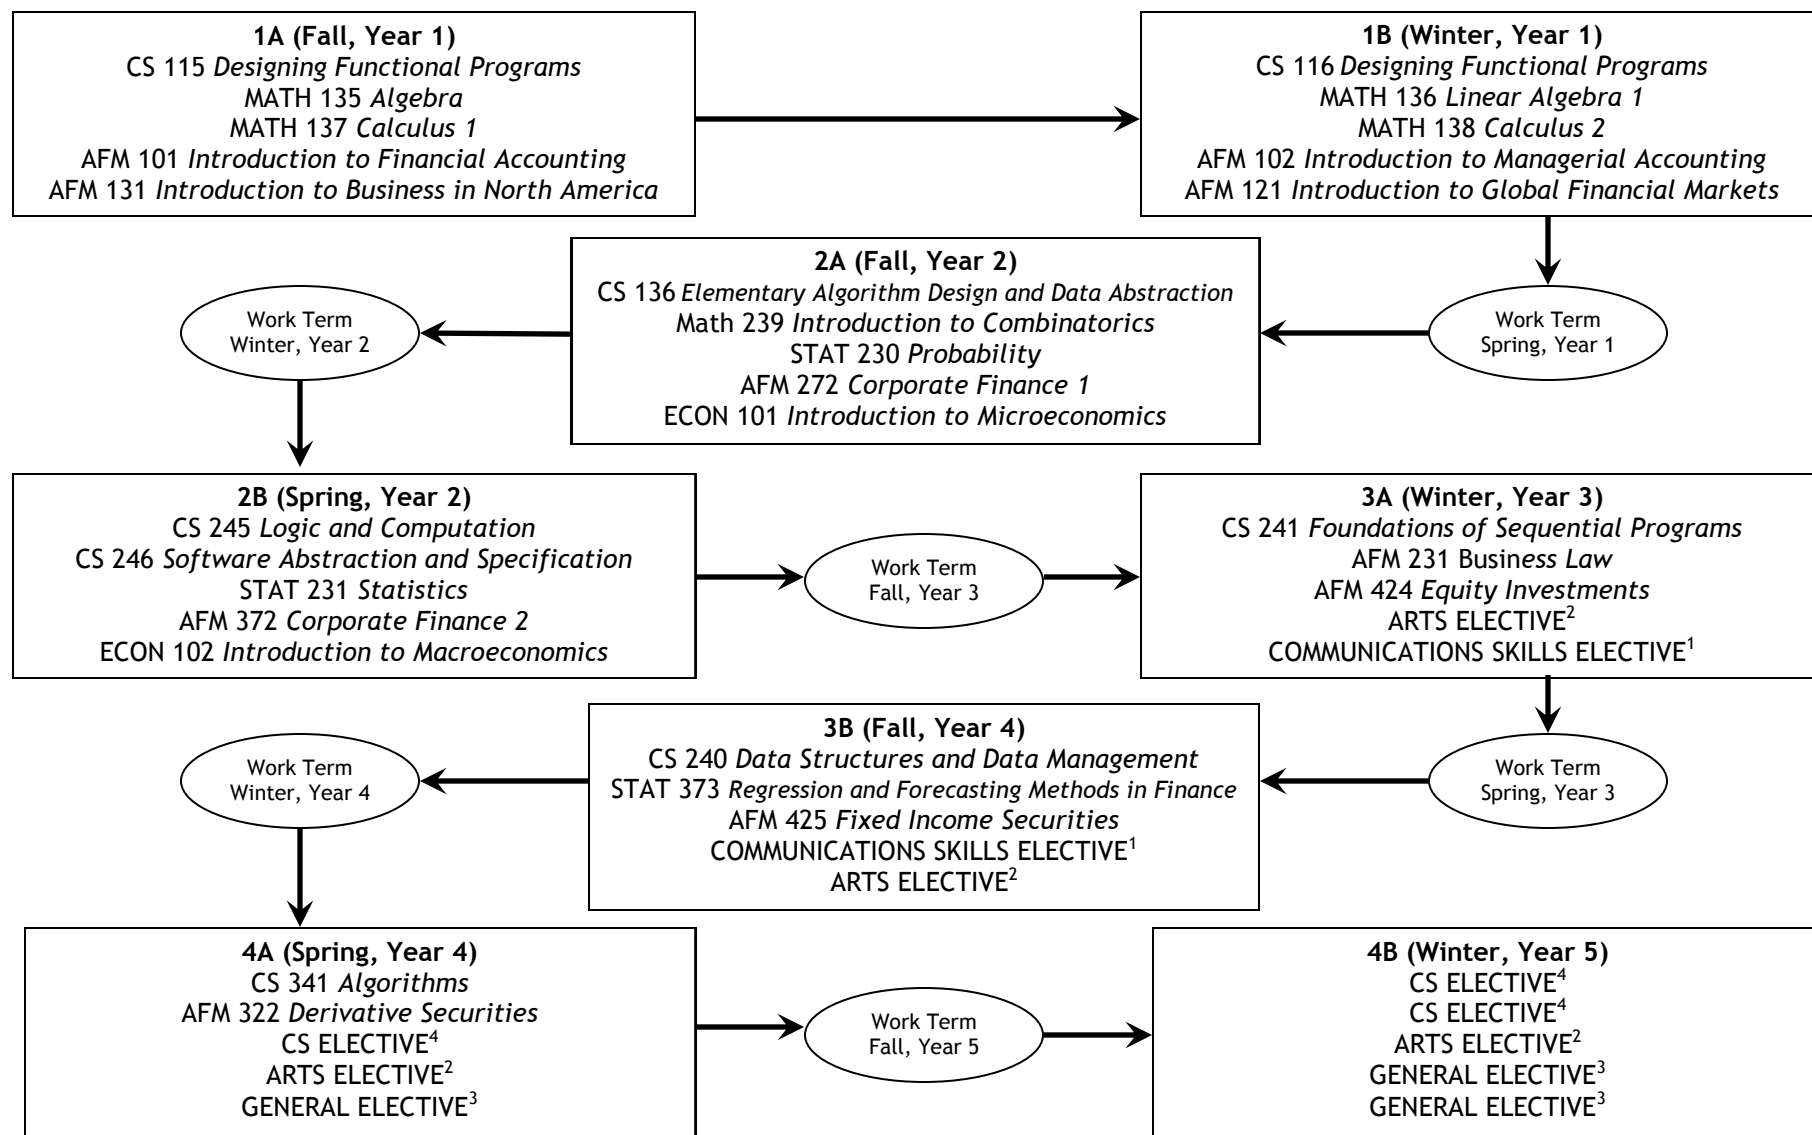 1A (Fall, Year 1)
CS 115 Designing Functional Programs
MATH 135 Algebra
MATH 137 Calculus 1
AFM 101 Introduction to Financial Accounting
AFM 131 Introduction to Business in North America
1B (Winter, Year 1)
CS 116 Designing Functional Programs
MATH 136 Linear Algebra 1
MATH 138 Calculus 2
AFM 102 Introduction to Managerial Accounting
AFM 121 Introduction to Global Financial Markets
Work Term
Spring, Year 1
2A (Fall, Year 2)
CS 136 Elementary Algorithm Design and Data Abstraction
Math 239 Introduction to Combinatorics
STAT 230 Probability
AFM 272 Corporate Finance 1
ECON 101 Introduction to Microeconomics
Work Term
Winter, Year 2
2B (Spring, Year 2)
CS 245 Logic and Computation
CS 246 Software Abstraction and Specification
STAT 231 Statistics
AFM 372 Corporate Finance 2
ECON 102 Introduction to Macroeconomics
Work Term
Fall, Year 3
3A (Winter, Year 3)
CS 241 Foundations of Sequential Programs
AFM 231 Business Law
AFM 424 Equity Investments
ARTS ELECTIVE²
COMMUNICATIONS SKILLS ELECTIVE¹
Work Term
Spring, Year 3
3B (Fall, Year 4)
CS 240 Data Structures and Data Management
STAT 373 Regression and Forecasting Methods in Finance
AFM 425 Fixed Income Securities
COMMUNICATIONS SKILLS ELECTIVE¹
ARTS ELECTIVE²
Work Term
Winter, Year 4
4A (Spring, Year 4)
CS 341 Algorithms
AFM 322 Derivative Securities
CS ELECTIVE⁴
ARTS ELECTIVE²
GENERAL ELECTIVE³
Work Term
Fall, Year 5
4B (Winter, Year 5)
CS ELECTIVE⁴
CS ELECTIVE⁴
ARTS ELECTIVE²
GENERAL ELECTIVE³
GENERAL ELECTIVE³